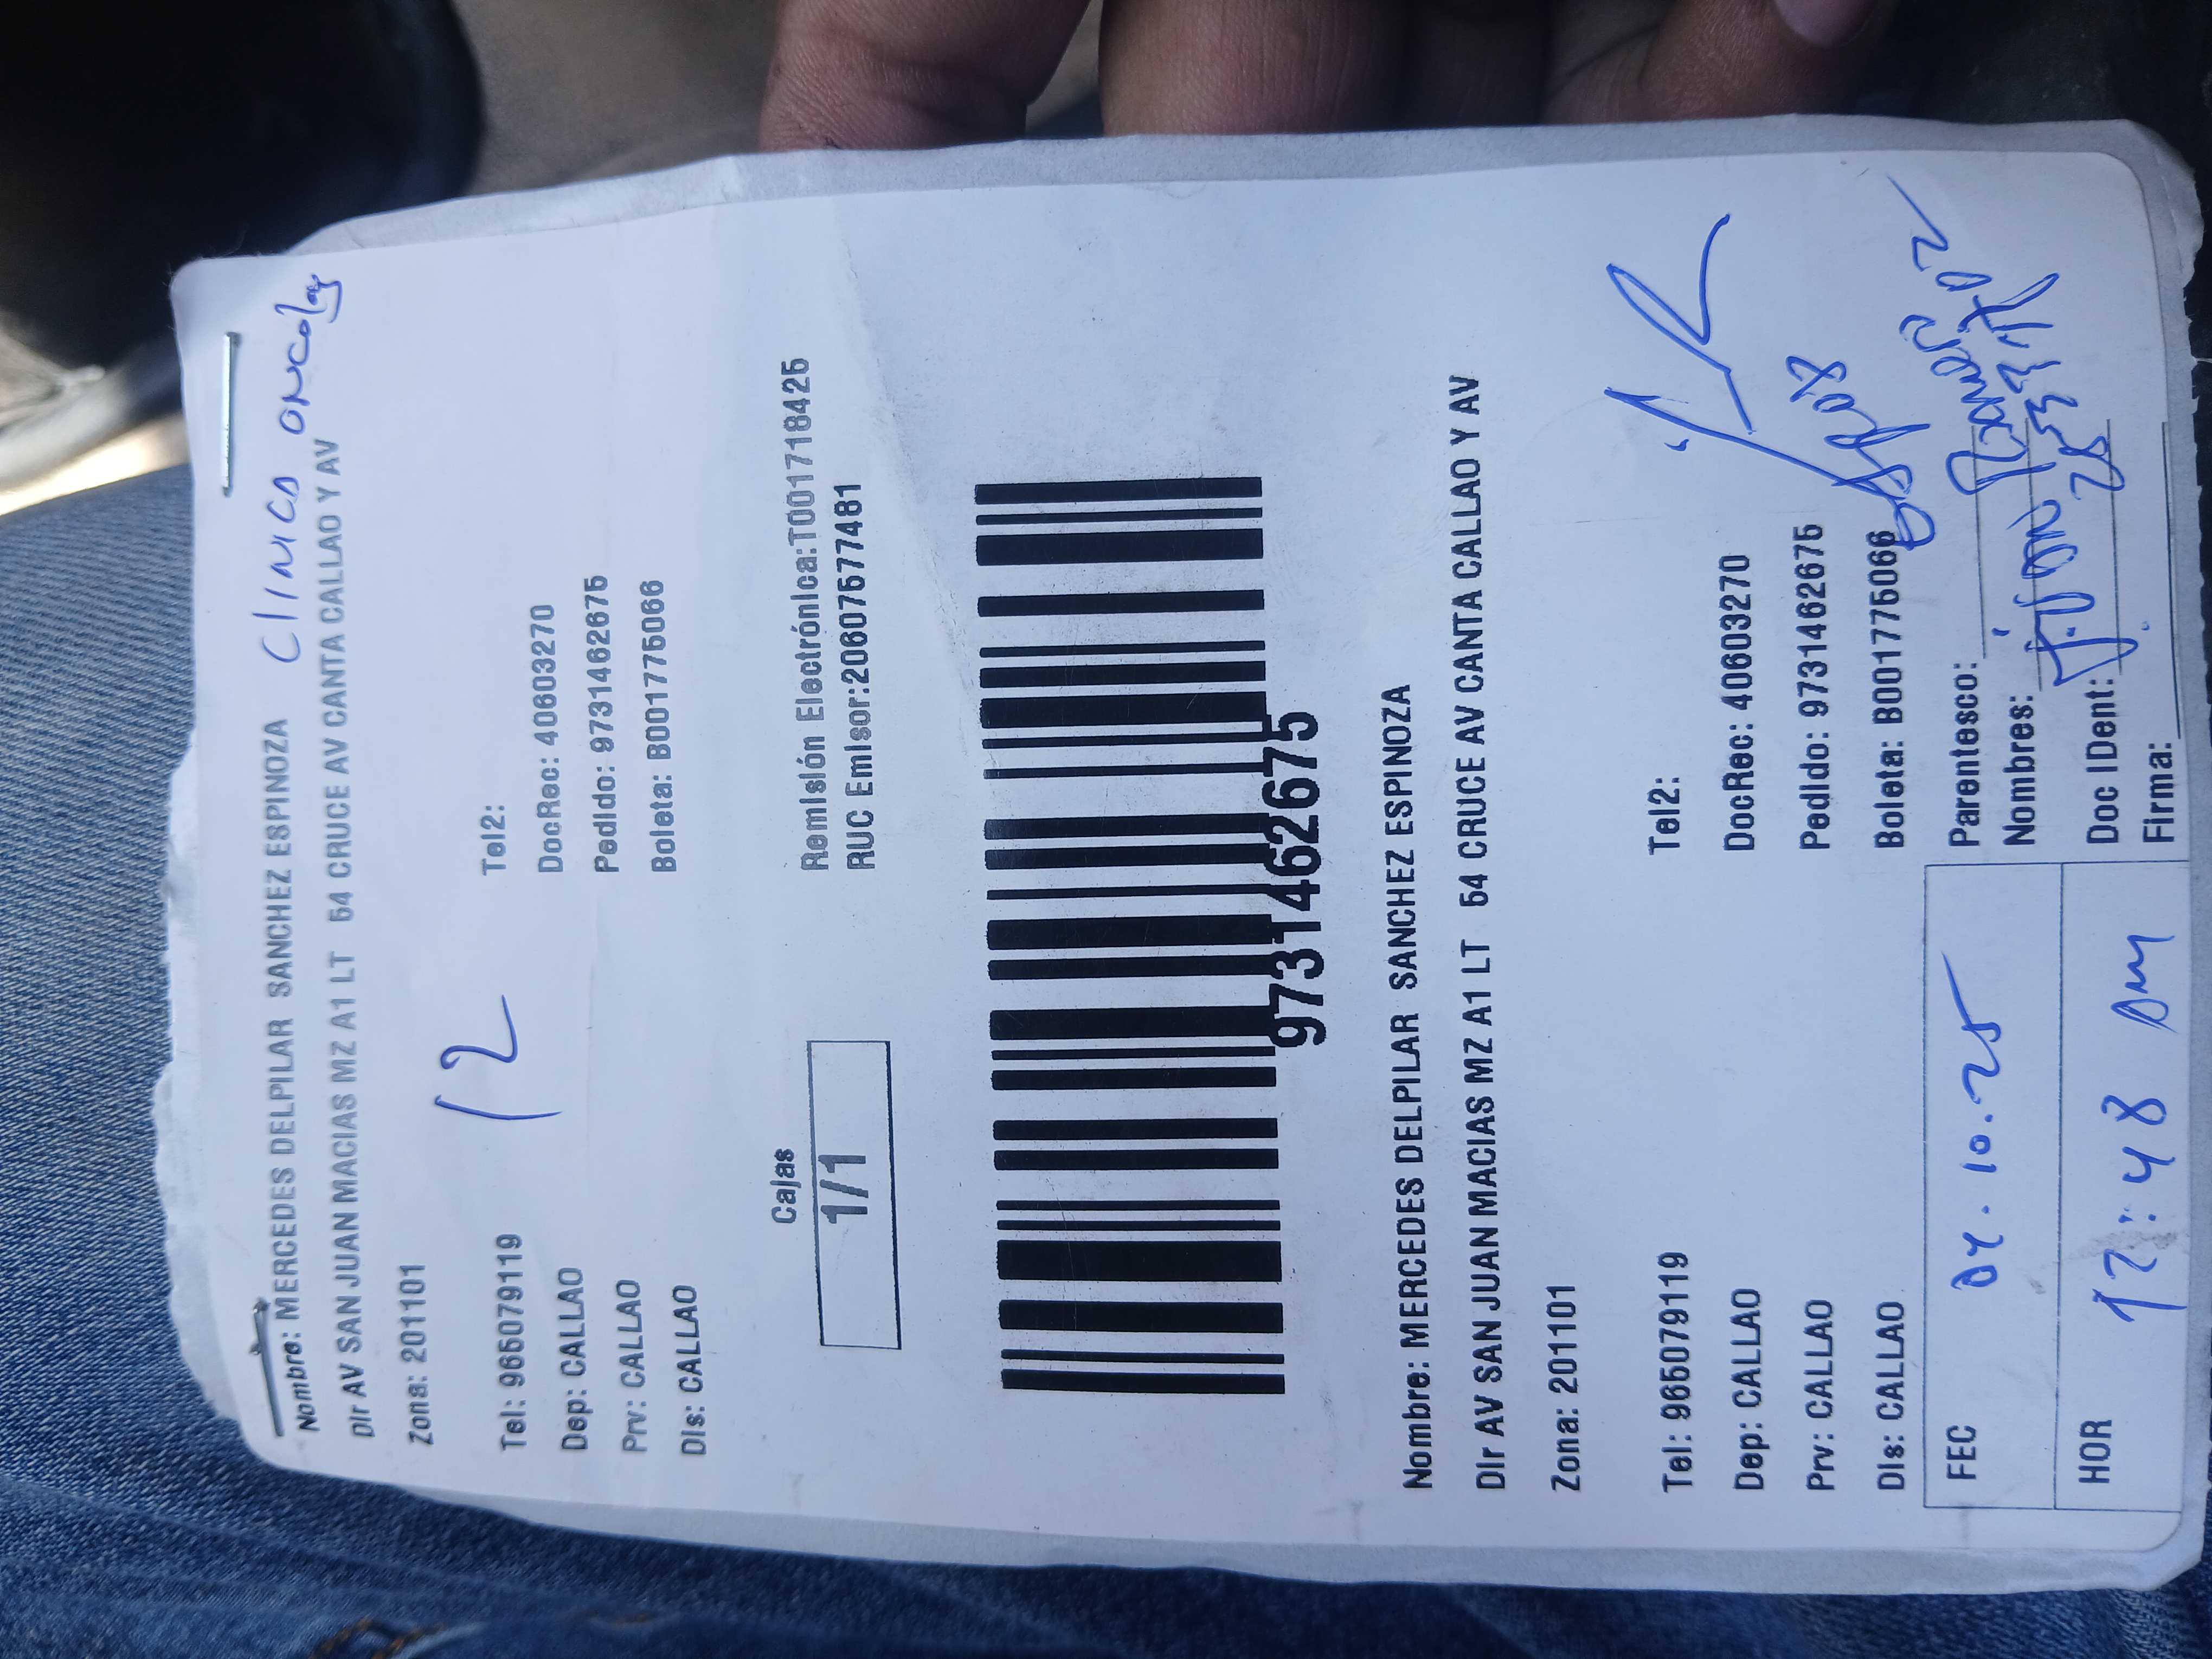 Nombre: MERCEDES DELPILAR SANCHEZ ESPINOZA
Clinica oncolog
Dir AV SAN JUAN MACIAS MZ A1 LT 54 CRUCE AV CANTA CALLAO Y AV
Zona: 201101
12
Tel: 965079119 Tel2:
Dep: CALLAO DocRec: 40603270
Prv: CALLAO Pedido: 9731462675
Dis: CALLAO Boleta: B001775066
Cajas
1/1
Remisión Electrónica:T001718425
RUC Emisor:20607577481
9731462675
Nombre: MERCEDES DELPILAR SANCHEZ ESPINOZA
Dir AV SAN JUAN MACIAS MZ A1 LT 54 CRUCE AV CANTA CALLAO Y AV
Zona: 201101
Tel: 965079119 Tel2:
Dep: CALLAO DocRec: 40603270
Prv: CALLAO Pedido: 9731462675
Dis: CALLAO Boleta: B001775066
FEC 04.10.25
Parentesco:
Nombres:
HOR 12:48 pm
Doc IDent:
Firma: